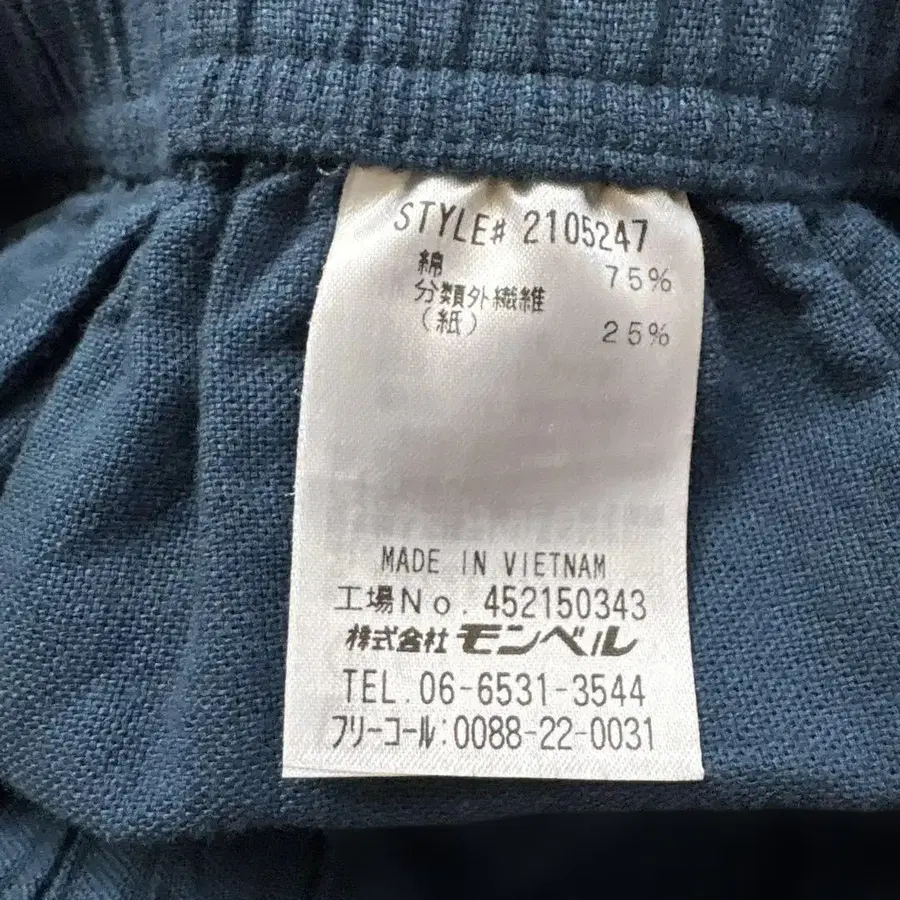 STYLE# 2105247
綿 75%
分類外繊維
(紙) 25%
MADE IN VIETNAM
工場No. 452150343
株式会社 モンベル
TEL. 06-6531-3544
フリーコール:0088-22-0031